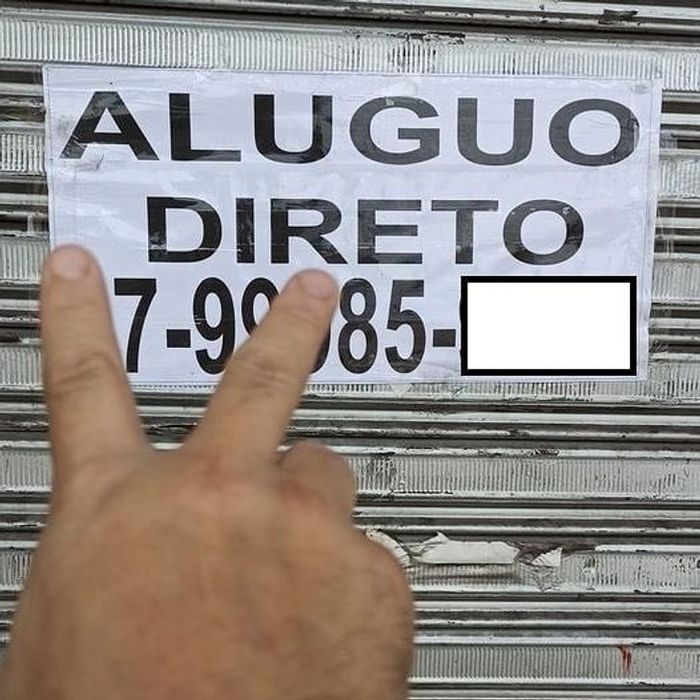 ALUGUO
DIRETO
7-99 85-